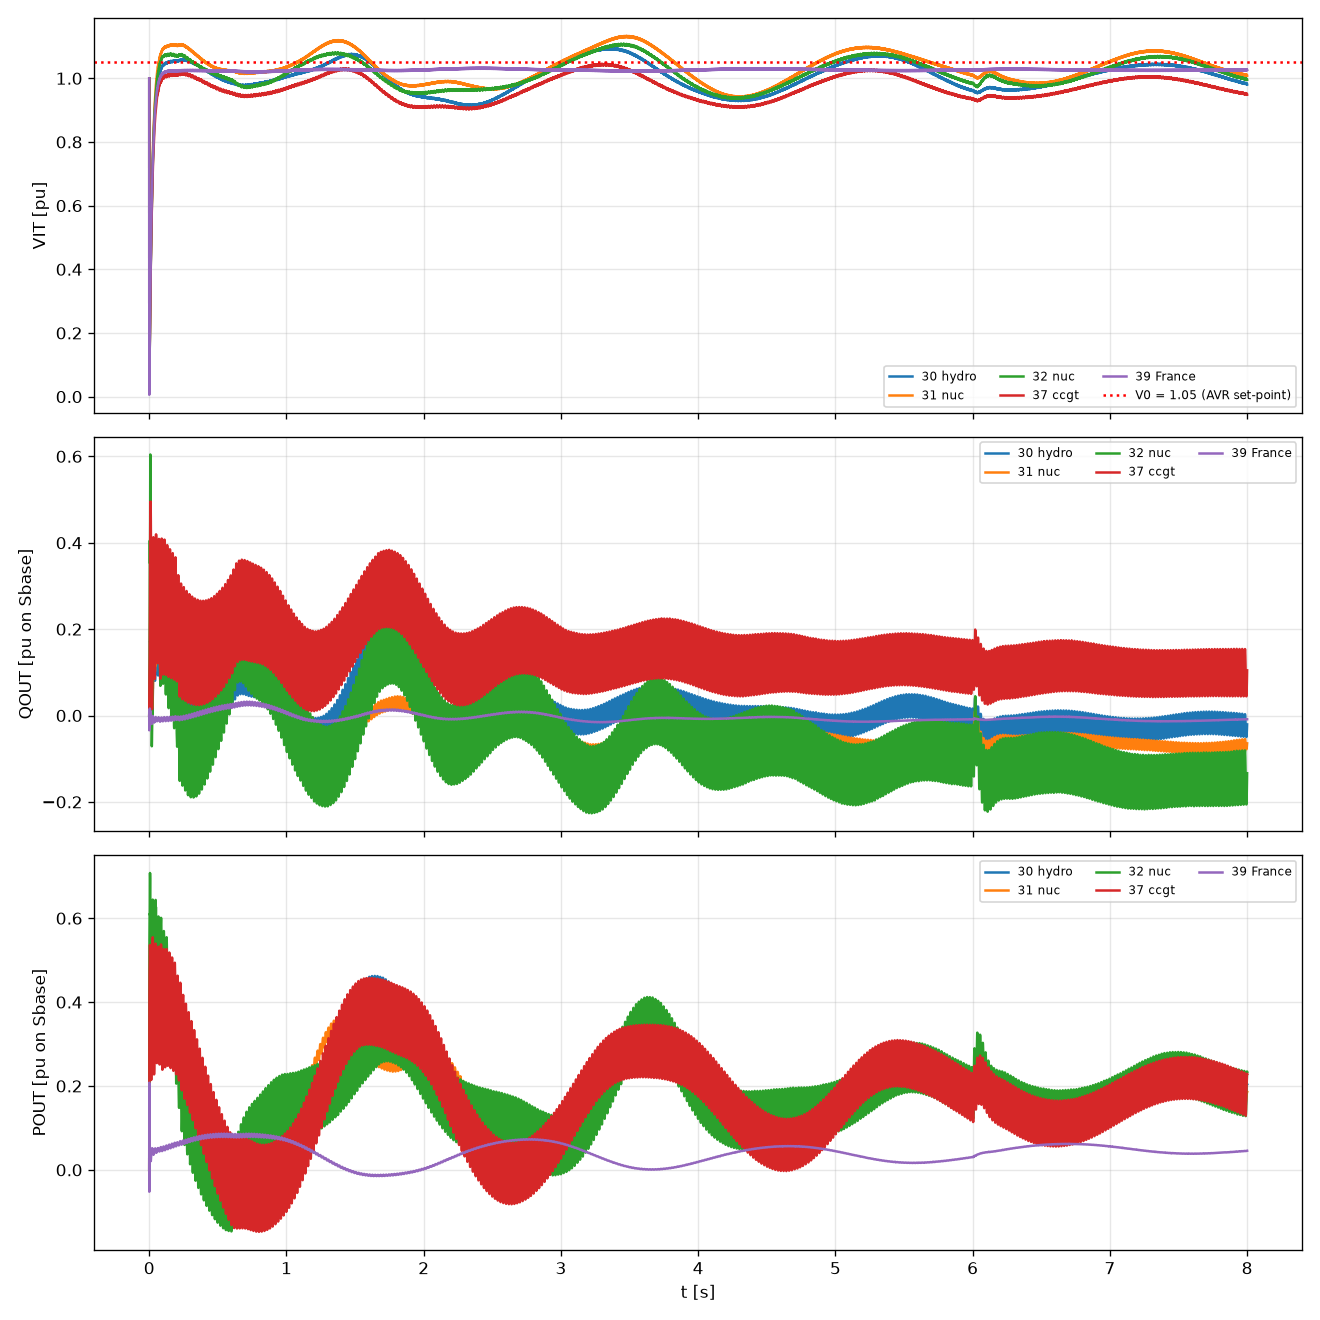 VIT [pu]
1.0
0.8
0.6
0.4
0.2
0.0
30 hydro 32 nuc 39 France
31 nuc 37 ccgt V0 = 1.05 (AVR set-point)
QOUT [pu on Sbase]
0.6
0.4
0.2
0.0
−0.2
30 hydro 32 nuc 39 France
31 nuc 37 ccgt
POUT [pu on Sbase]
0.6
0.4
0.2
0.0
30 hydro 32 nuc 39 France
31 nuc 37 ccgt
0 1 2 3 4 5 6 7 8
t [s]